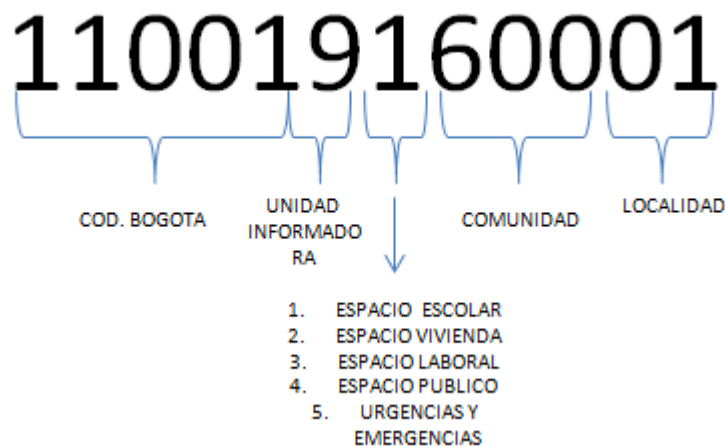 110019160001
COD. BOGOTA
UNIDAD
INFORMADO
RA
COMUNIDAD
LOCALIDAD
1. ESPACIO ESCOLAR
2. ESPACIO VIVIENDA
3. ESPACIO LABORAL
4. ESPACIO PUBLICO
5. URGENCIAS Y
EMERGENCIAS